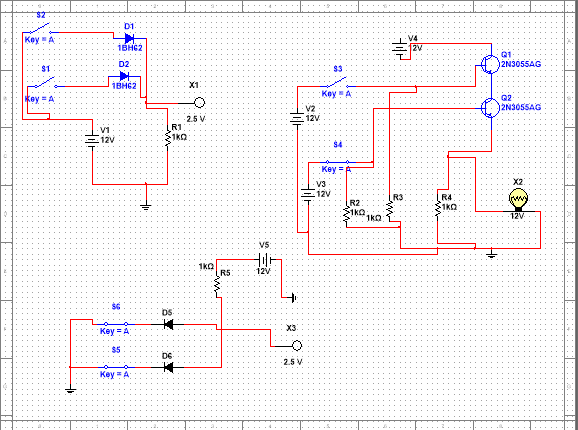 S2
Key = A
D1
1BH62
S1
Key = A
D2
1BH62
X1
2.5 V
V1
12V
R1
1kΩ
V4
12V
Q1
2N3055AG
Q2
2N3055AG
S3
Key = A
V2
12V
S4
Key = A
V3
12V
R2
1kΩ
R3
1kΩ
R4
1kΩ
X2
12V
V5
12V
1kΩ
R5
S6
Key = A
D5
X3
2.5 V
S5
Key = A
D6